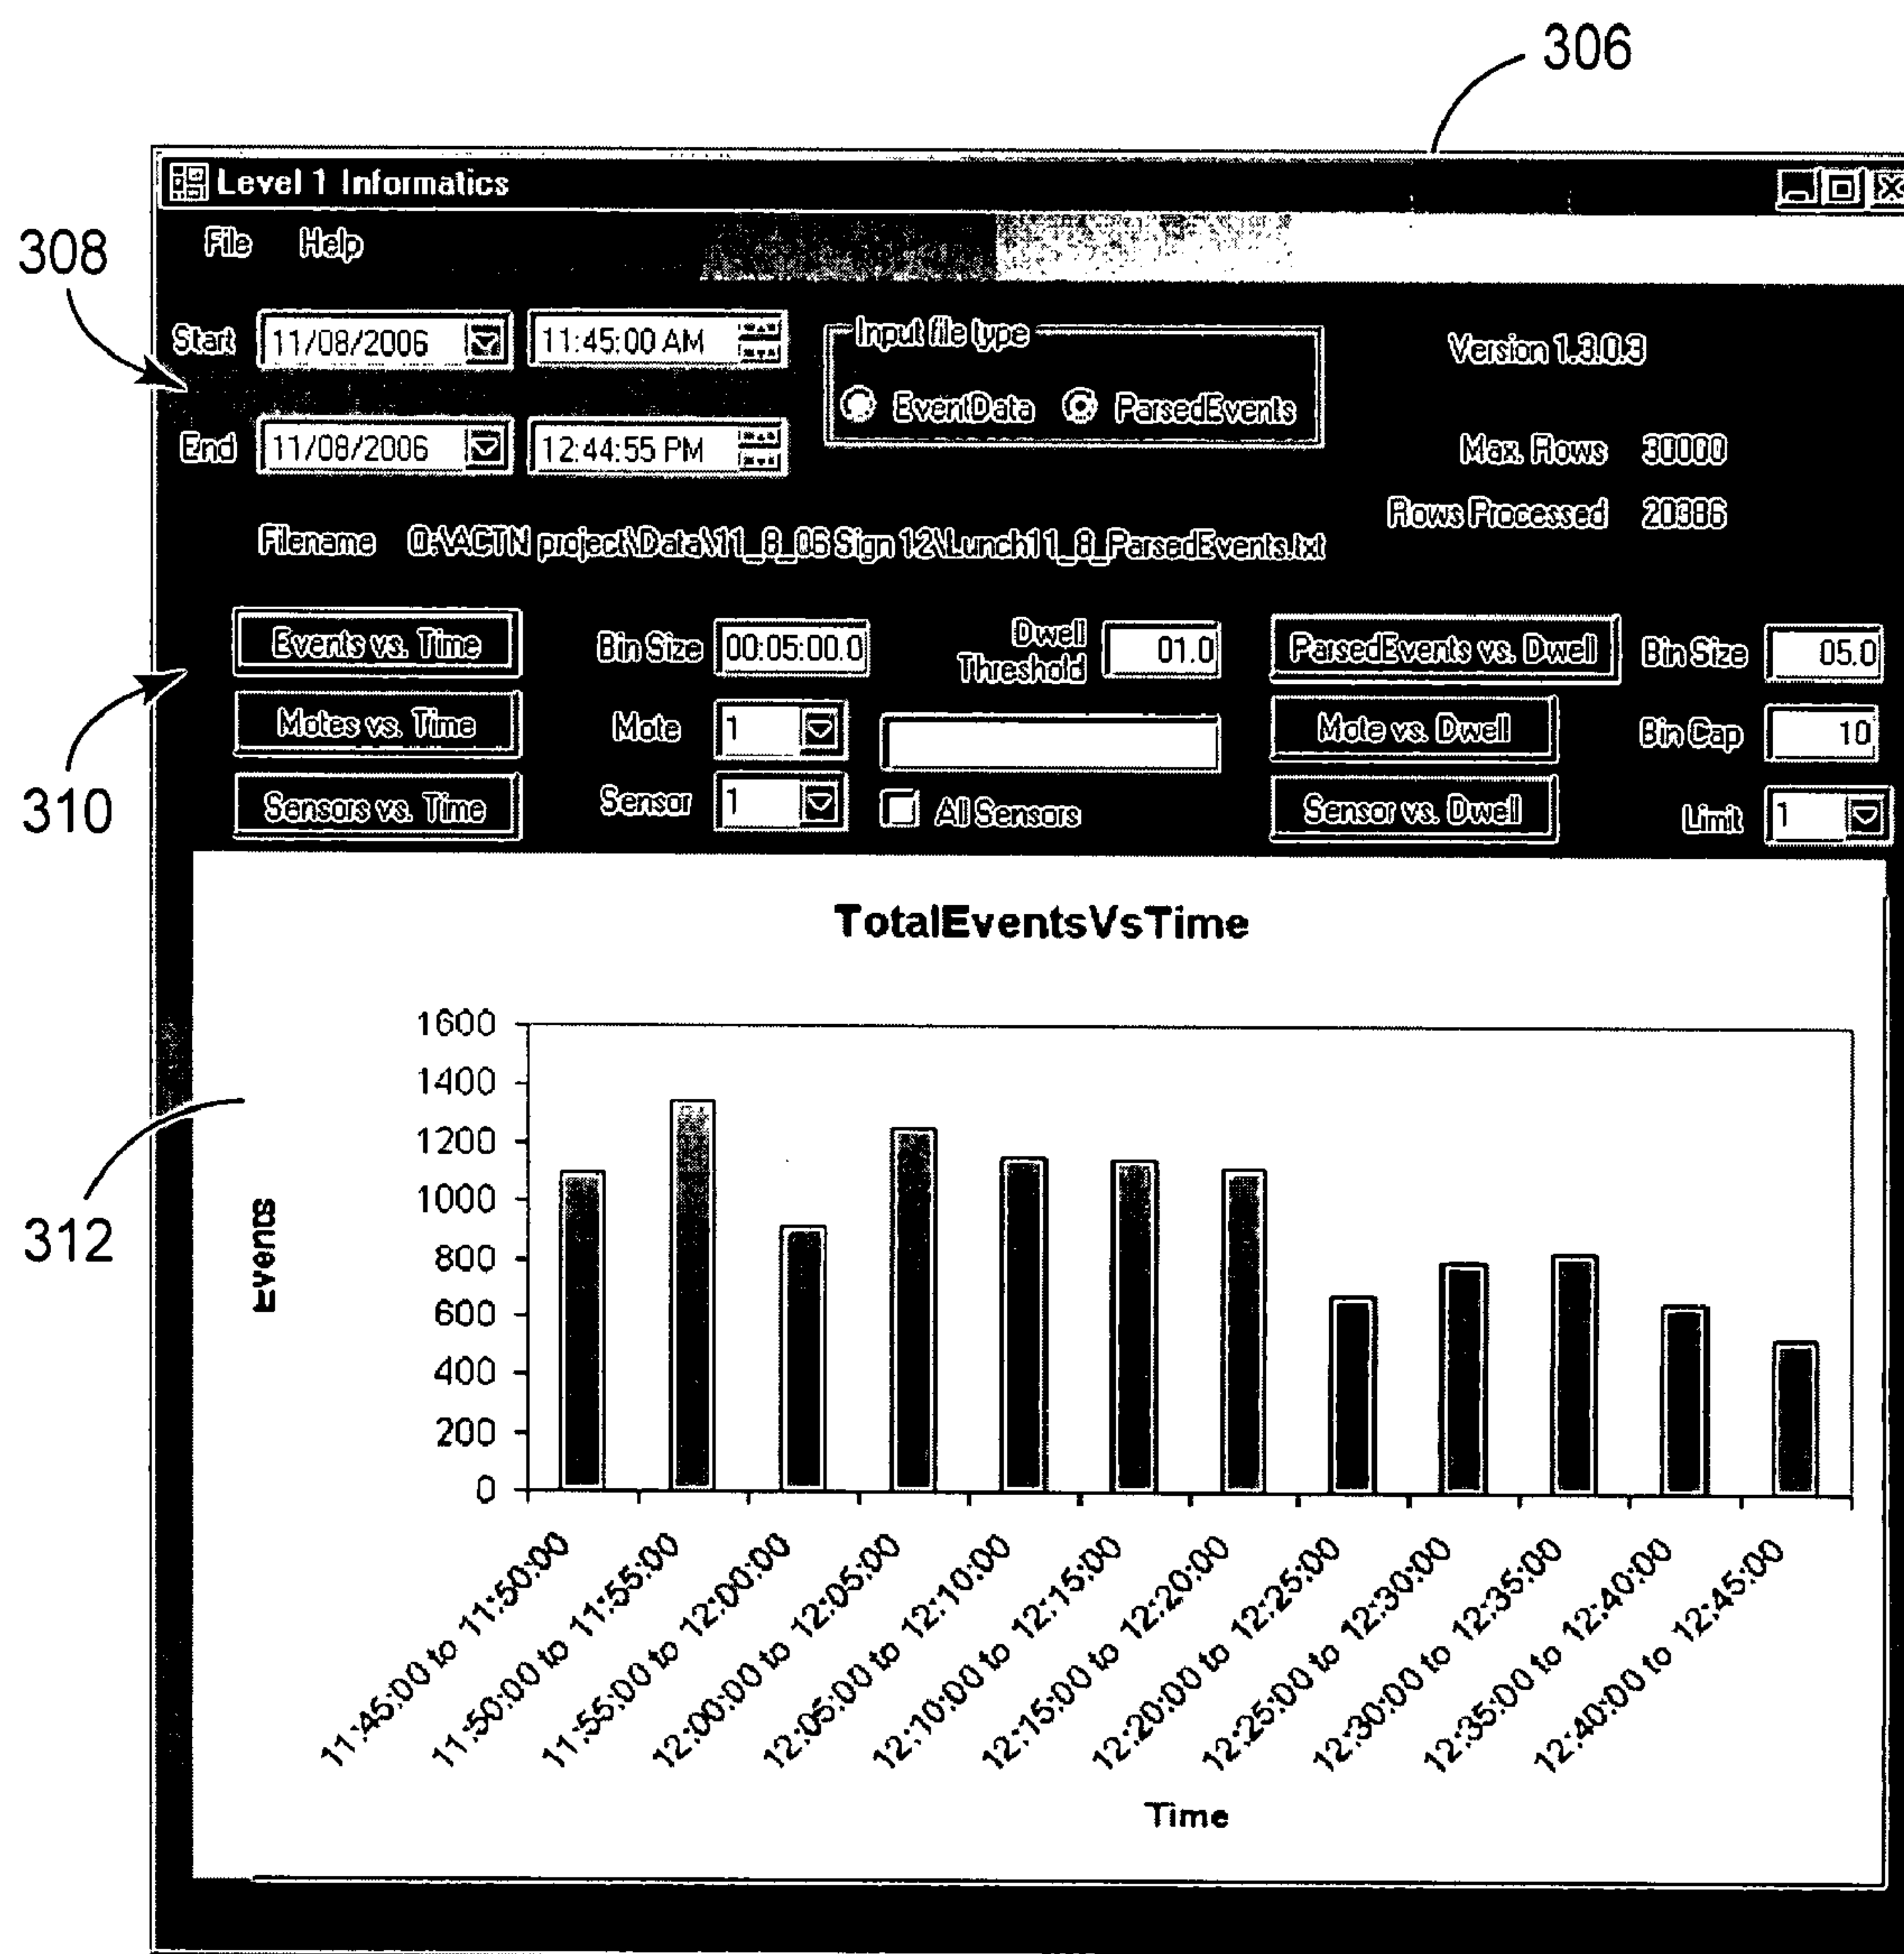 306
Level 1 Informatics
File Help
308
Start 11/08/2006 11:45:00 AM
Input file type
EventData ParsedEvents
Version 1.3.0.3
End 11/08/2006 12:44:55 PM
Max. Rows 30000
Rows Processed 20386
Filename Q:\ACTN project\Data\11_8_06 Sign 12\Lunch11_8_ParsedEvents.txt
310
Events vs. Time Bin Size 00:05:00.0 Dwell Threshold 01.0 ParsedEvents vs. Dwell Bin Size 05.0
Motes vs. Time Mote 1 Mote vs. Dwell Bin Cap 10
Sensors vs. Time Sensor 1 All Sensors Sensor vs. Dwell Limit 1
TotalEventsVsTime
312
Events
1600
1400
1200
1000
800
600
400
200
0
11:45:00 to 11:50:00
11:50:00 to 11:55:00
11:55:00 to 12:00:00
12:00:00 to 12:05:00
12:05:00 to 12:10:00
12:10:00 to 12:15:00
12:15:00 to 12:20:00
12:20:00 to 12:25:00
12:25:00 to 12:30:00
12:30:00 to 12:35:00
12:35:00 to 12:40:00
12:40:00 to 12:45:00
Time